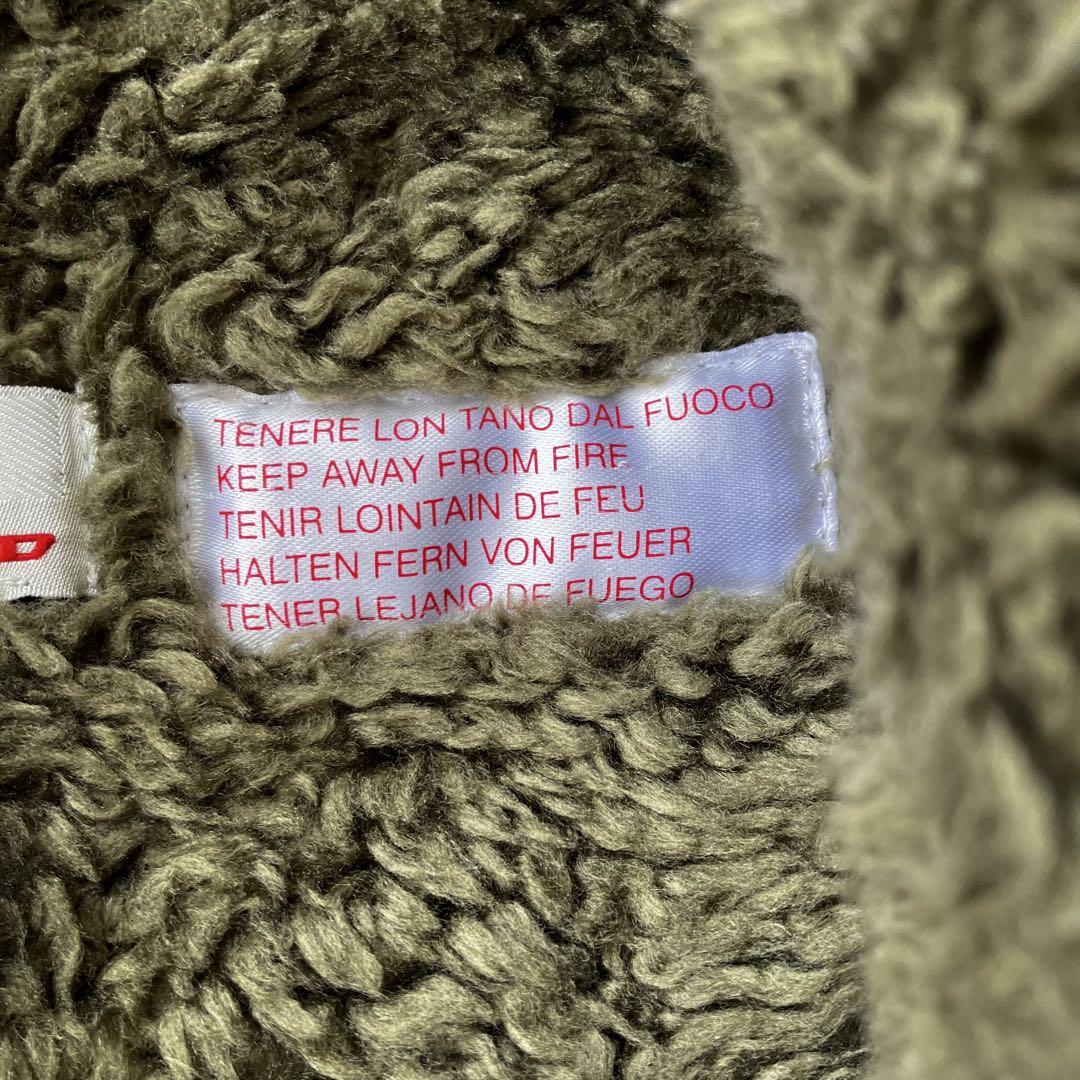 TENERE LON TANO DAL FUOCO
KEEP AWAY FROM FIRE
TENIR LOINTAIN DE FEU
HALTEN FERN VON FEUER
TENER LEJANO DE FUEGO